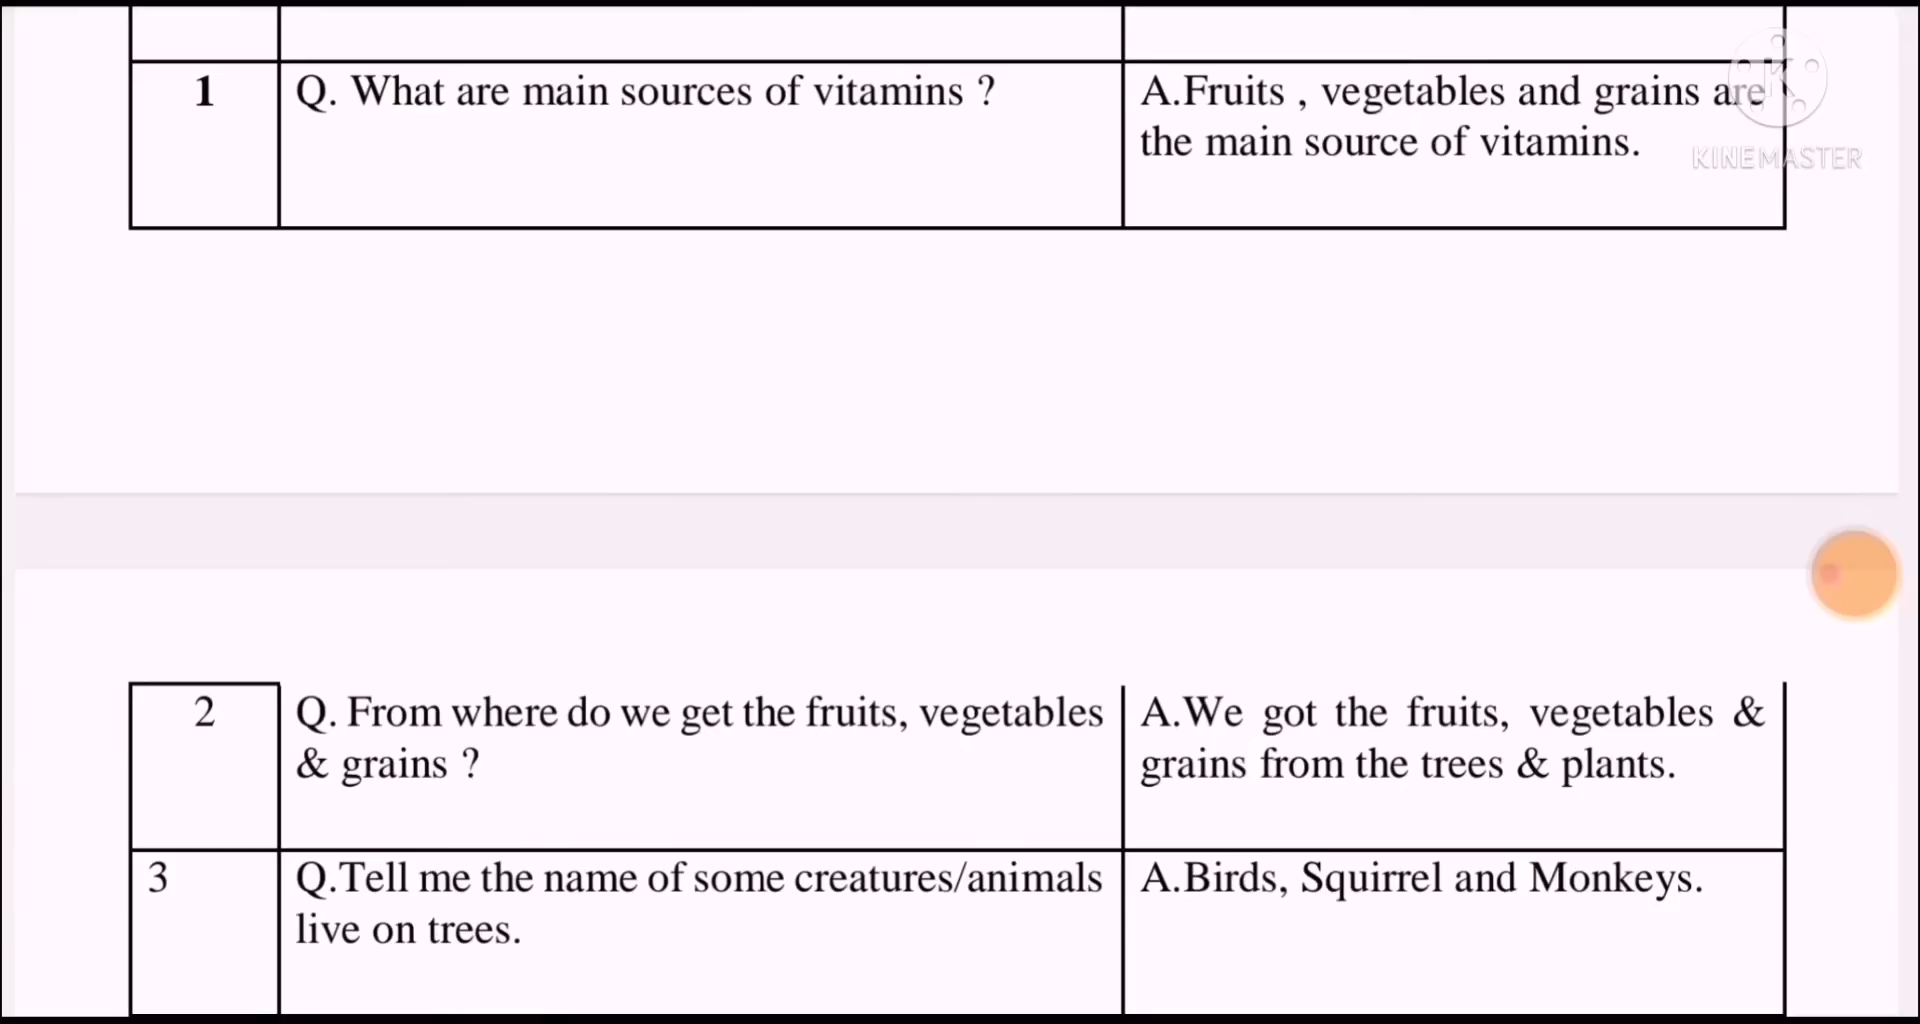 1
Q. What are main sources of vitamins ?
A.Fruits , vegetables and grains are
the main source of vitamins.
KINEMASTER
2
Q. From where do we get the fruits, vegetables
& grains ?
A.We got the fruits, vegetables &
grains from the trees & plants.
3
Q.Tell me the name of some creatures/animals
live on trees.
A.Birds, Squirrel and Monkeys.